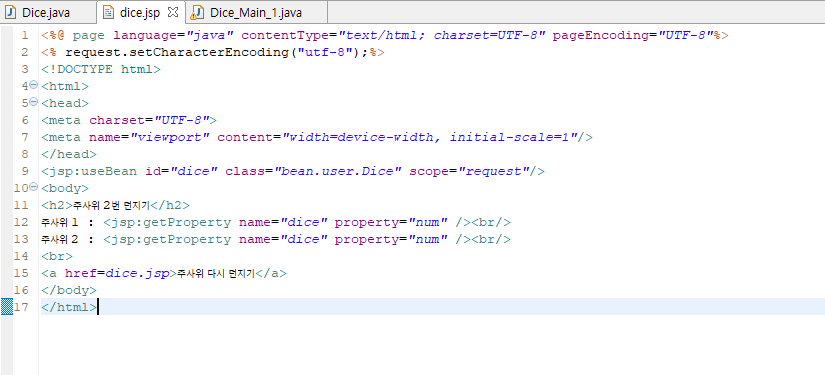 Dice.java dice.jsp Dice_Main_1.java
1 <%@ page language="java" contentType="text/html; charset=UTF-8" pageEncoding="UTF-8"%>
2 <% request.setCharacterEncoding("utf-8");%>
3 <!DOCTYPE html>
4 <html>
5 <head>
6 <meta charset="UTF-8">
7 <meta name="viewport" content="width=device-width, initial-scale=1"/>
8 </head>
9 <jsp:useBean id="dice" class="bean.user.Dice" scope="request"/>
10 <body>
11 <h2>주사위 2번 던지기</h2>
12 주사위 1 : <jsp:getProperty name="dice" property="num" /><br/>
13 주사위 2 : <jsp:getProperty name="dice" property="num" /><br/>
14 <br>
15 <a href=dice.jsp>주사위 다시 던지기</a>
16 </body>
17 </html>